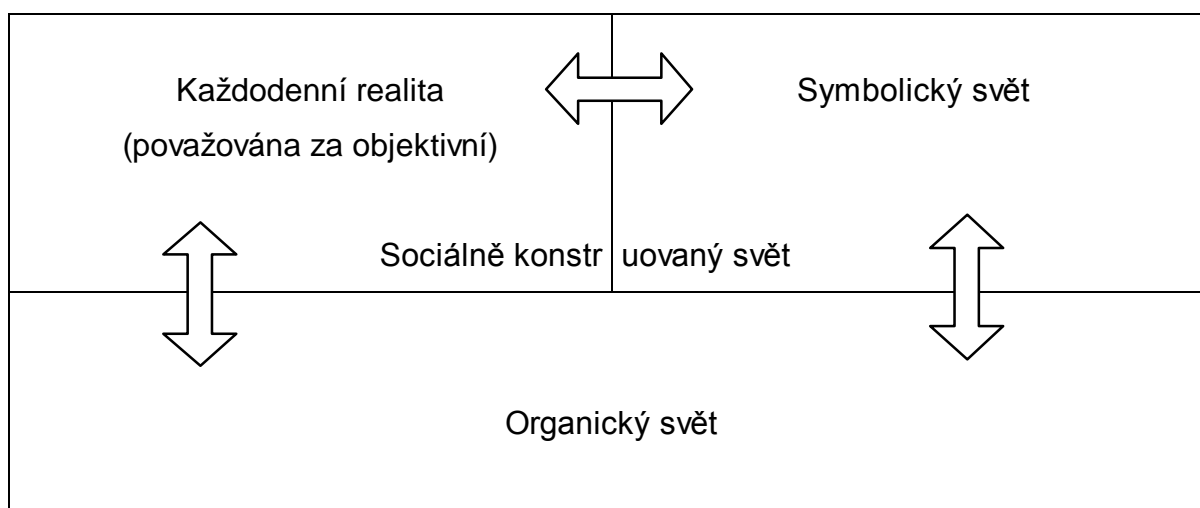 Každodenní realita
(považována za objektivní)
Symbolický svět
Sociálně konstr uovaný svět
Organický svět